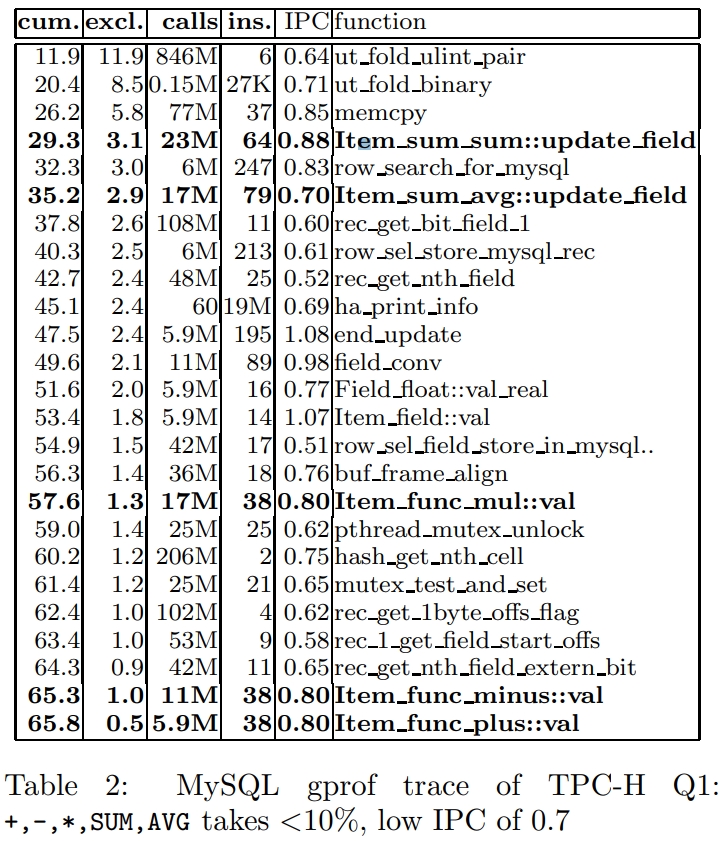 cum. excl. calls ins. IPC function
11.9 11.9 846M 6 0.64 ut_fold_ulint_pair
20.4 8.5 0.15M 27K 0.71 ut_fold_binary
26.2 5.8 77M 37 0.85 memcpy
29.3 3.1 23M 64 0.88 Item_sum_sum::update_field
32.3 3.0 6M 247 0.83 row_search_for_mysql
35.2 2.9 17M 79 0.70 Item_sum_avg::update_field
37.8 2.6 108M 11 0.60 rec_get_bit_field_1
40.3 2.5 6M 213 0.61 row_sel_store_mysql_rec
42.7 2.4 48M 25 0.52 rec_get_nth_field
45.1 2.4 60 19M 0.69 ha_print_info
47.5 2.4 5.9M 195 1.08 end_update
49.6 2.1 11M 89 0.98 field_conv
51.6 2.0 5.9M 16 0.77 Field_float::val_real
53.4 1.8 5.9M 14 1.07 Item_field::val
54.9 1.5 42M 17 0.51 row_sel_field_store_in_mysql..
56.3 1.4 36M 18 0.76 buf_frame_align
57.6 1.3 17M 38 0.80 Item_func_mul::val
59.0 1.4 25M 25 0.62 pthread_mutex_unlock
60.2 1.2 206M 2 0.75 hash_get_nth_cell
61.4 1.2 25M 21 0.65 mutex_test_and_set
62.4 1.0 102M 4 0.62 rec_get_1byte_offs_flag
63.4 1.0 53M 9 0.58 rec_1_get_field_start_offs
64.3 0.9 42M 11 0.65 rec_get_nth_field_extern_bit
65.3 1.0 11M 38 0.80 Item_func_minus::val
65.8 0.5 5.9M 38 0.80 Item_func_plus::val
Table 2: MySQL gprof trace of TPC-H Q1:
+,-,*,SUM,AVG takes <10%, low IPC of 0.7